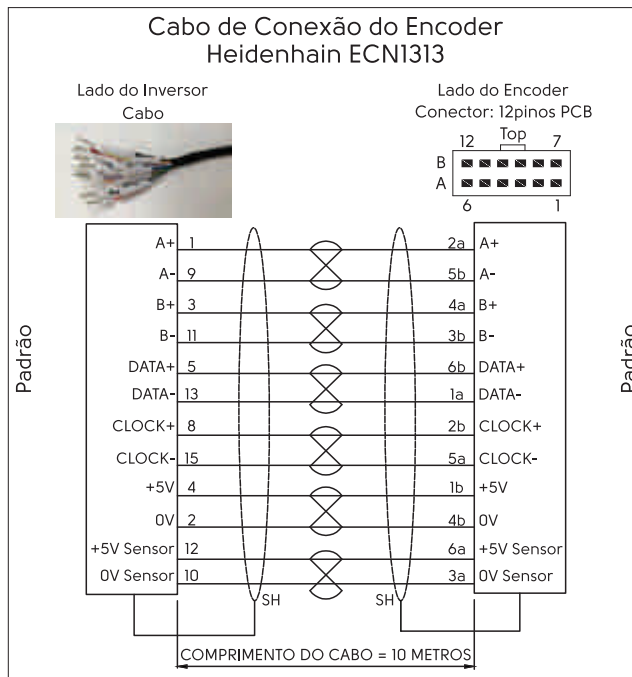 Cabo de Conexão do Encoder
Heidenhain ECN1313
Lado do Inversor
Cabo
Lado do Encoder
Conector: 12pinos PCB
12 Top 7
B
A
6 1
Padrão
Padrão
A+ 1 2a A+
A- 9 5b A-
B+ 3 4a B+
B- 11 3b B-
DATA+ 5 6b DATA+
DATA- 13 1a DATA-
CLOCK+ 8 2b CLOCK+
CLOCK- 15 5a CLOCK-
+5V 4 1b +5V
0V 2 4b 0V
+5V Sensor 12 6a +5V Sensor
0V Sensor 10 3a 0V Sensor
SH SH
COMPRIMENTO DO CABO = 10 METROS